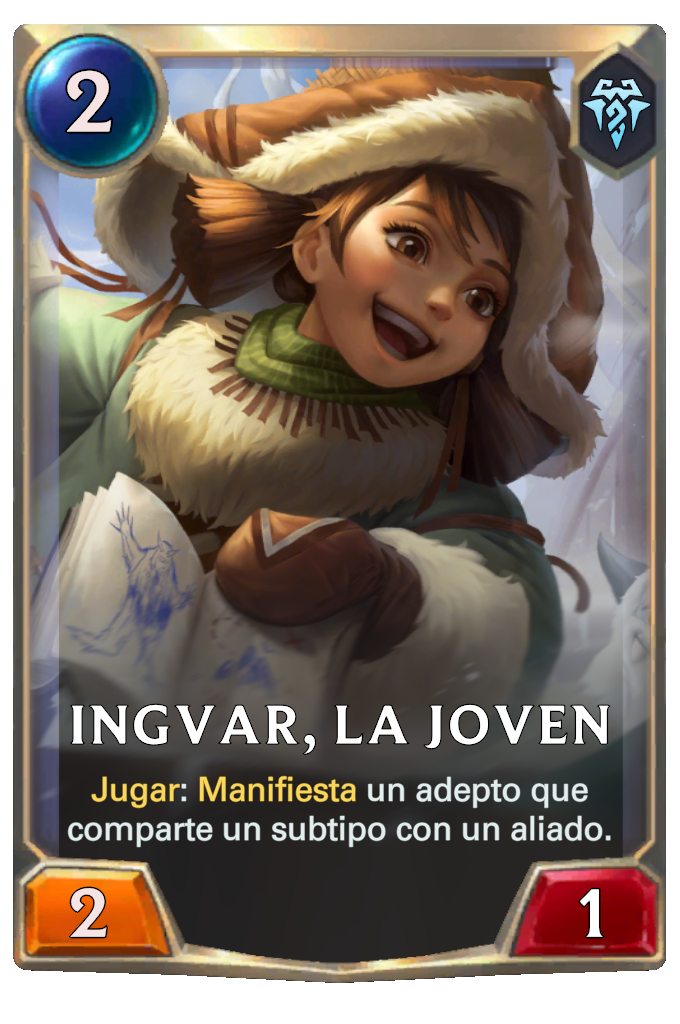 2
INGVAR, LA JOVEN
Jugar: Manifiesta un adepto que
comparte un subtipo con un aliado.
2
1